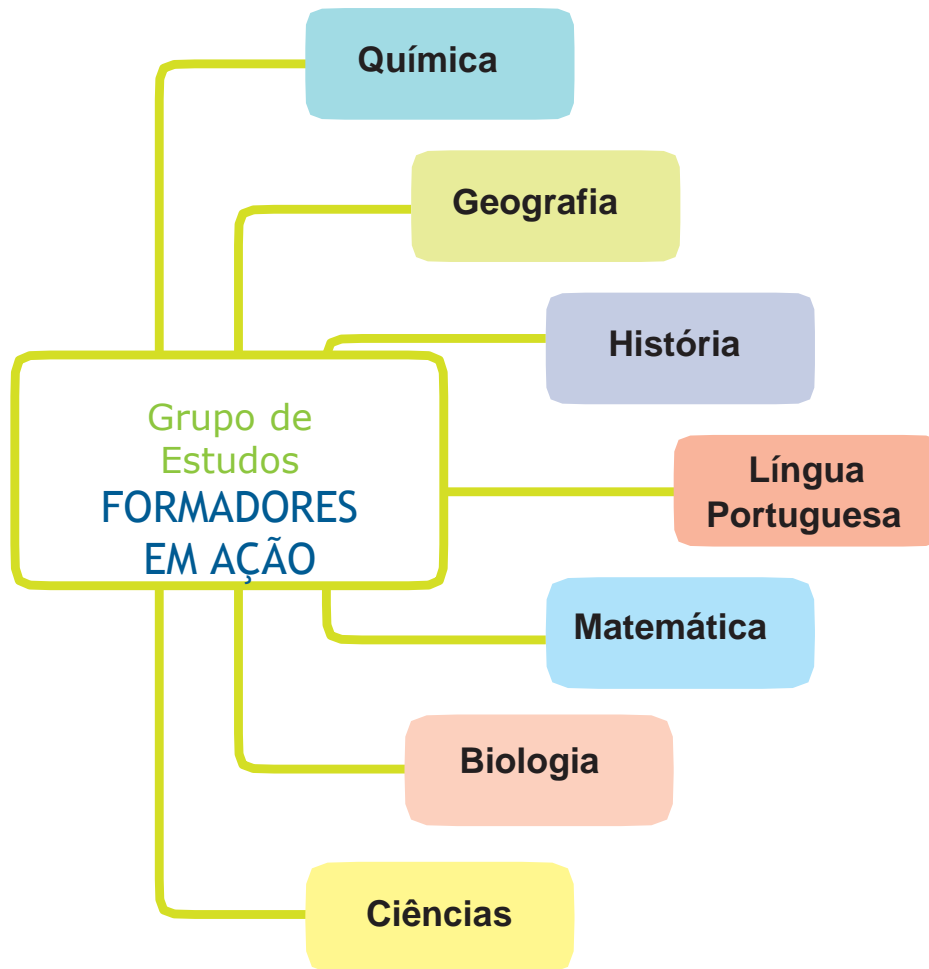 Química
Geografia
História
Grupo de
Estudos
FORMADORES
EM AÇÃO
Língua
Portuguesa
Matemática
Biologia
Ciências